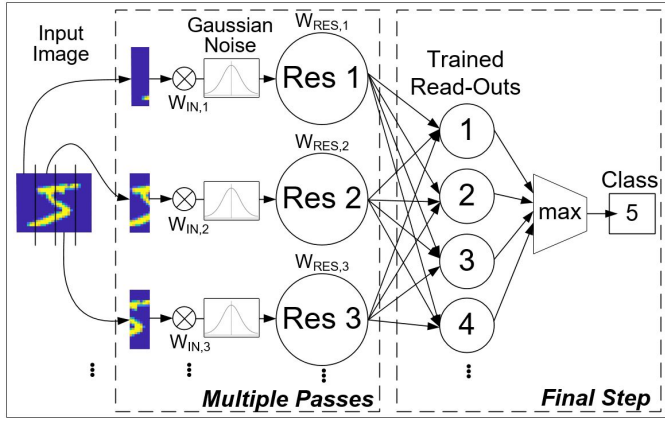 Input
Image
Gaussian
Noise
W_IN,1
W_RES,1
Res 1
W_IN,2
W_RES,2
Res 2
W_IN,3
W_RES,3
Res 3
Multiple Passes
Trained
Read-Outs
1
2
3
4
max
Class
5
Final Step